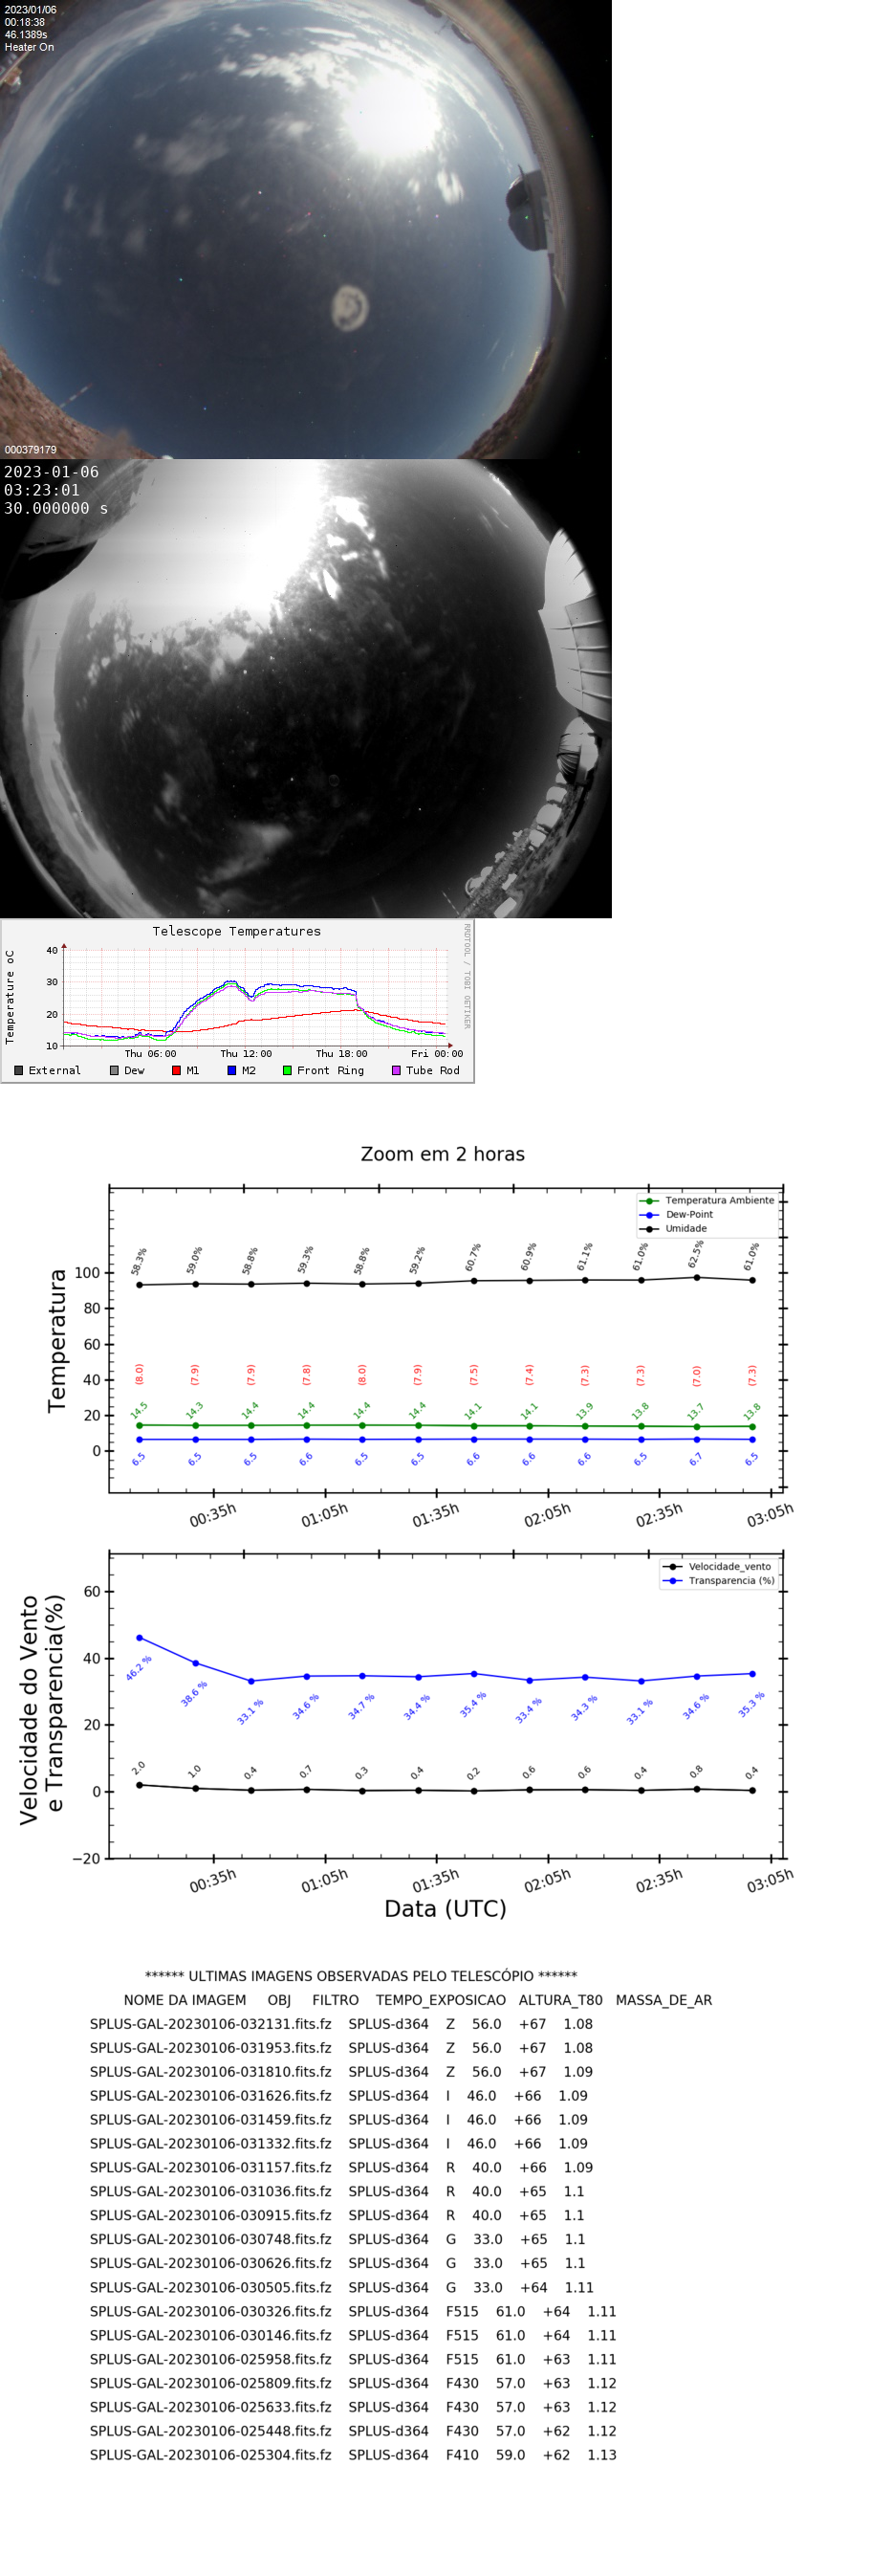 2023/01/06
00:18:38
46.1389s
Heater On
000379179
2023-01-06
03:23:01
30.000000 s
Telescope Temperatures
RRDTOOL / TOBI OETIKER
Temperature oC
40
30
20
10
Thu 06:00 Thu 12:00 Thu 18:00 Fri 00:00
External Dew M1 M2 Front Ring Tube Rod
Zoom em 2 horas
Temperatura Ambiente
Dew-Point
Umidade
58.3% 59.0% 58.8% 59.3% 58.8% 59.2% 60.7% 60.9% 61.1% 61.0% 62.5% 61.0%
Temperatura
100
80
60
40
20
0
(8.0) (7.9) (7.9) (7.8) (8.0) (7.9) (7.5) (7.4) (7.3) (7.3) (7.0) (7.3)
14.5 14.3 14.4 14.4 14.4 14.4 14.1 14.1 13.9 13.8 13.7 13.8
6.5 6.5 6.5 6.6 6.5 6.5 6.6 6.6 6.6 6.5 6.7 6.5
00:35h 01:05h 01:35h 02:05h 02:35h 03:05h
Velocidade_vento
Transparencia (%)
Velocidade do Vento
e Transparencia(%)
60
40
20
0
−20
46.2 % 38.6 % 33.1 % 34.6 % 34.7 % 34.4 % 35.4 % 33.4 % 34.3 % 33.1 % 34.6 % 35.3 %
2.0 1.0 0.4 0.7 0.3 0.4 0.2 0.6 0.6 0.4 0.8 0.4
00:35h 01:05h 01:35h 02:05h 02:35h 03:05h
Data (UTC)
****** ULTIMAS IMAGENS OBSERVADAS PELO TELESCÓPIO ******
NOME DA IMAGEM OBJ FILTRO TEMPO_EXPOSICAO ALTURA_T80 MASSA_DE_AR
SPLUS-GAL-20230106-032131.fits.fz SPLUS-d364 Z 56.0 +67 1.08
SPLUS-GAL-20230106-031953.fits.fz SPLUS-d364 Z 56.0 +67 1.08
SPLUS-GAL-20230106-031810.fits.fz SPLUS-d364 Z 56.0 +67 1.09
SPLUS-GAL-20230106-031626.fits.fz SPLUS-d364 I 46.0 +66 1.09
SPLUS-GAL-20230106-031459.fits.fz SPLUS-d364 I 46.0 +66 1.09
SPLUS-GAL-20230106-031332.fits.fz SPLUS-d364 I 46.0 +66 1.09
SPLUS-GAL-20230106-031157.fits.fz SPLUS-d364 R 40.0 +66 1.09
SPLUS-GAL-20230106-031036.fits.fz SPLUS-d364 R 40.0 +65 1.1
SPLUS-GAL-20230106-030915.fits.fz SPLUS-d364 R 40.0 +65 1.1
SPLUS-GAL-20230106-030748.fits.fz SPLUS-d364 G 33.0 +65 1.1
SPLUS-GAL-20230106-030626.fits.fz SPLUS-d364 G 33.0 +65 1.1
SPLUS-GAL-20230106-030505.fits.fz SPLUS-d364 G 33.0 +64 1.11
SPLUS-GAL-20230106-030326.fits.fz SPLUS-d364 F515 61.0 +64 1.11
SPLUS-GAL-20230106-030146.fits.fz SPLUS-d364 F515 61.0 +64 1.11
SPLUS-GAL-20230106-025958.fits.fz SPLUS-d364 F515 61.0 +63 1.11
SPLUS-GAL-20230106-025809.fits.fz SPLUS-d364 F430 57.0 +63 1.12
SPLUS-GAL-20230106-025633.fits.fz SPLUS-d364 F430 57.0 +63 1.12
SPLUS-GAL-20230106-025448.fits.fz SPLUS-d364 F430 57.0 +62 1.12
SPLUS-GAL-20230106-025304.fits.fz SPLUS-d364 F410 59.0 +62 1.13